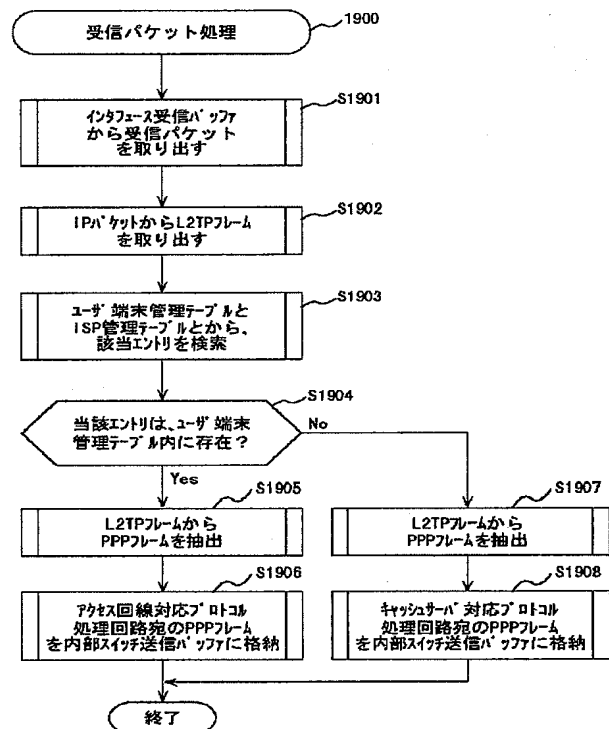 受信パケット処理
1900
S1901
インタフェース受信バッファ
から受信パケット
を取り出す
S1902
IPパケットからL2TPフレーム
を取り出す
S1903
ユーザ端末管理テーブルと
ISP管理テーブルとから、
該当エントリを検索
S1904
当該エントリは、ユーザ端末
管理テーブル内に存在？
No
Yes
S1905
L2TPフレームから
PPPフレームを抽出
S1907
L2TPフレームから
PPPフレームを抽出
S1906
アクセス回線対応プロトコル
処理回路宛のPPPフレーム
を内部スイッチ送信バッファに格納
S1908
キャッシュサーバ対応プロトコル
処理回路宛のPPPフレーム
を内部スイッチ送信バッファに格納
終了